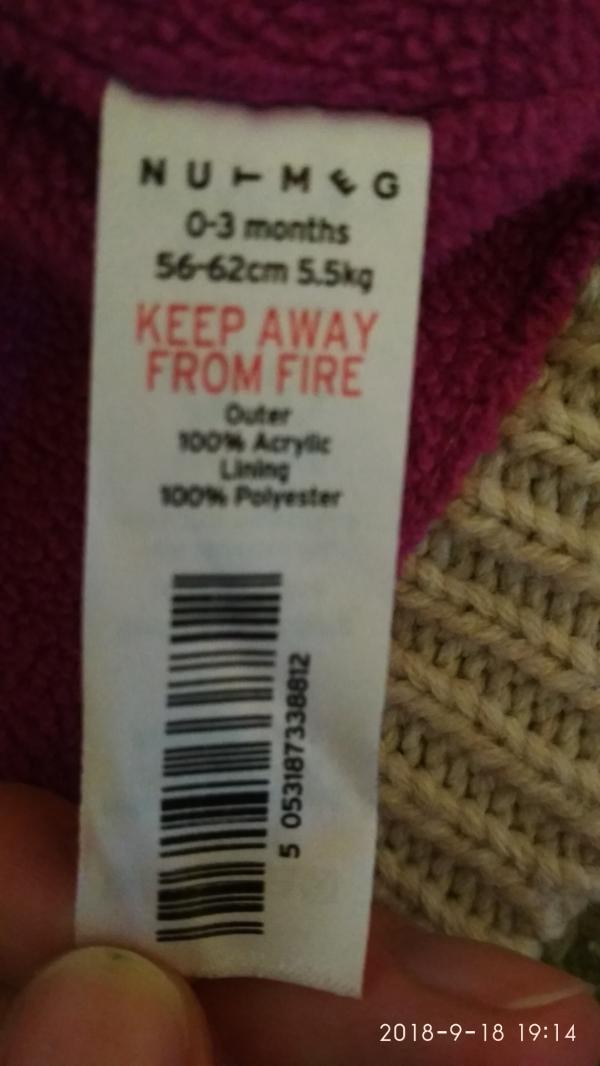 NUTMEG
0-3 months
56-62cm 5.5kg
KEEP AWAY
FROM FIRE
Outer
100% Acrylic
Lining
100% Polyester
5 053187338812
2018-9-18 19:14